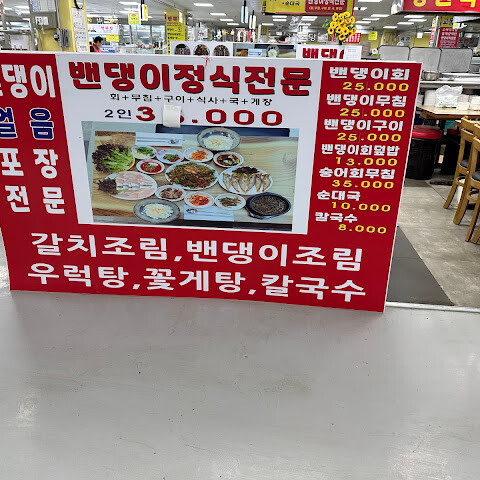 댕이
얼음
포장
전문
밴댕이정식전문
회+무침+구이+식사+국+게장
2인 3 .000
밴댕이회
25.000
밴댕이무침
25.000
밴댕이구이
25.000
밴댕이회덮밥
13.000
숭어회무침
35.000
순대국
10.000
칼국수
8.000
갈치조림,밴댕이조림
우럭탕,꽃게탕,칼국수